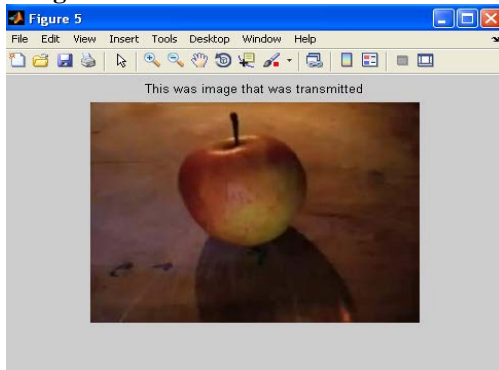 Figure 5
File Edit View Insert Tools Desktop Window Help
This was image that was transmitted